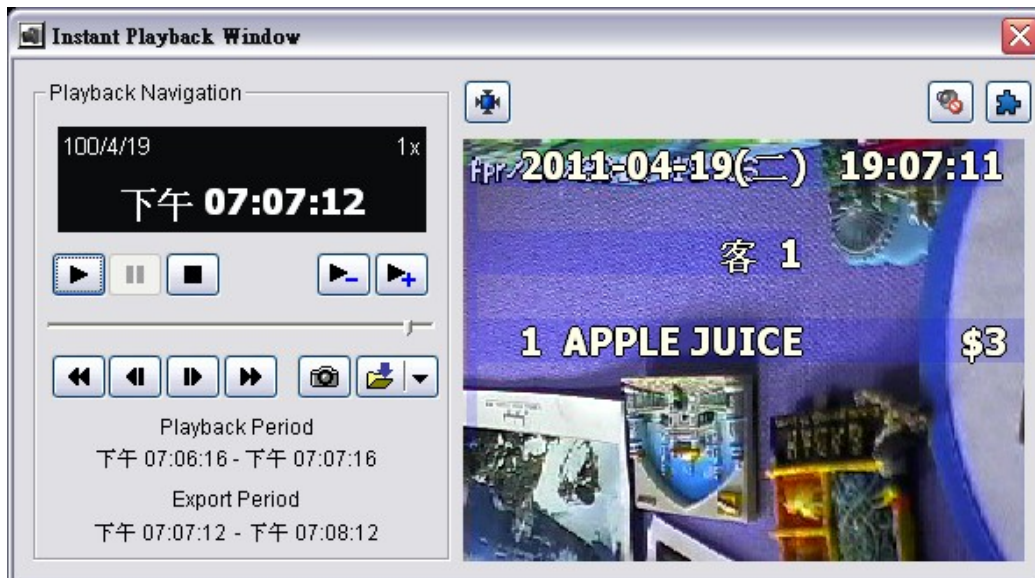 Instant Playback Window
Playback Navigation
100/4/19 1x
下午 07:07:12
Playback Period
下午 07:06:16 - 下午 07:07:16
Export Period
下午 07:07:12 - 下午 07:08:12
2011-04-19(二) 19:07:11
客 1
1 APPLE JUICE $3